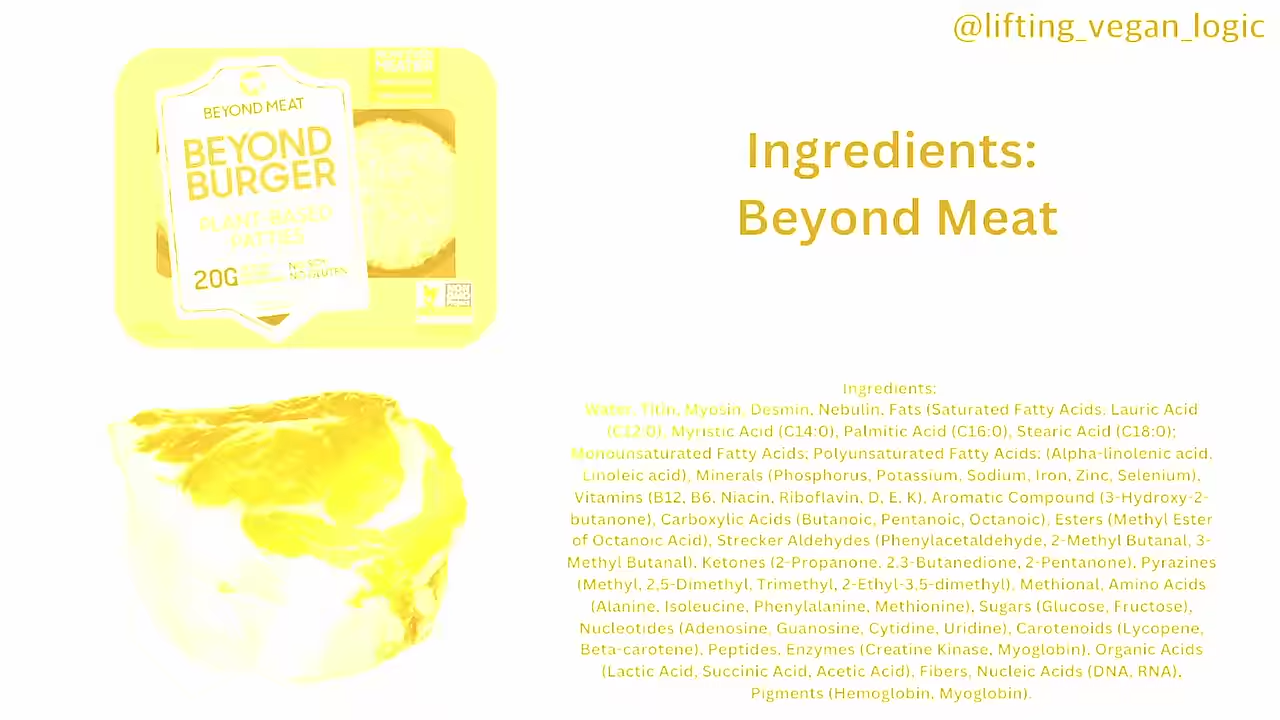 @lifting_vegan_logic
BEYOND MEAT
BEYOND
BURGER
PLANT-BASED
PATTIES
20G
NO SOY
NO GLUTEN
Ingredients:
Beyond Meat
Ingredients:
Water, Titin, Myosin, Desmin, Nebulin, Fats (Saturated Fatty Acids, Lauric Acid
(C12:0), Myristic Acid (C14:0), Palmitic Acid (C16:0), Stearic Acid (C18:0);
Monounsaturated Fatty Acids; Polyunsaturated Fatty Acids: (Alpha-linolenic acid,
Linoleic acid), Minerals (Phosphorus, Potassium, Sodium, Iron, Zinc, Selenium),
Vitamins (B12, B6, Niacin, Riboflavin, D, E, K), Aromatic Compound (3-Hydroxy-2-
butanone), Carboxylic Acids (Butanoic, Pentanoic, Octanoic), Esters (Methyl Ester
of Octanoic Acid), Strecker Aldehydes (Phenylacetaldehyde, 2-Methyl Butanal, 3-
Methyl Butanal), Ketones (2-Propanone, 2,3-Butanedione, 2-Pentanone), Pyrazines
(Methyl, 2,5-Dimethyl, Trimethyl, 2-Ethyl-3,5-dimethyl), Methional, Amino Acids
(Alanine, Isoleucine, Phenylalanine, Methionine), Sugars (Glucose, Fructose),
Nucleotides (Adenosine, Guanosine, Cytidine, Uridine), Carotenoids (Lycopene,
Beta-carotene), Peptides, Enzymes (Creatine Kinase, Myoglobin), Organic Acids
(Lactic Acid, Succinic Acid, Acetic Acid), Fibers, Nucleic Acids (DNA, RNA),
Pigments (Hemoglobin, Myoglobin).